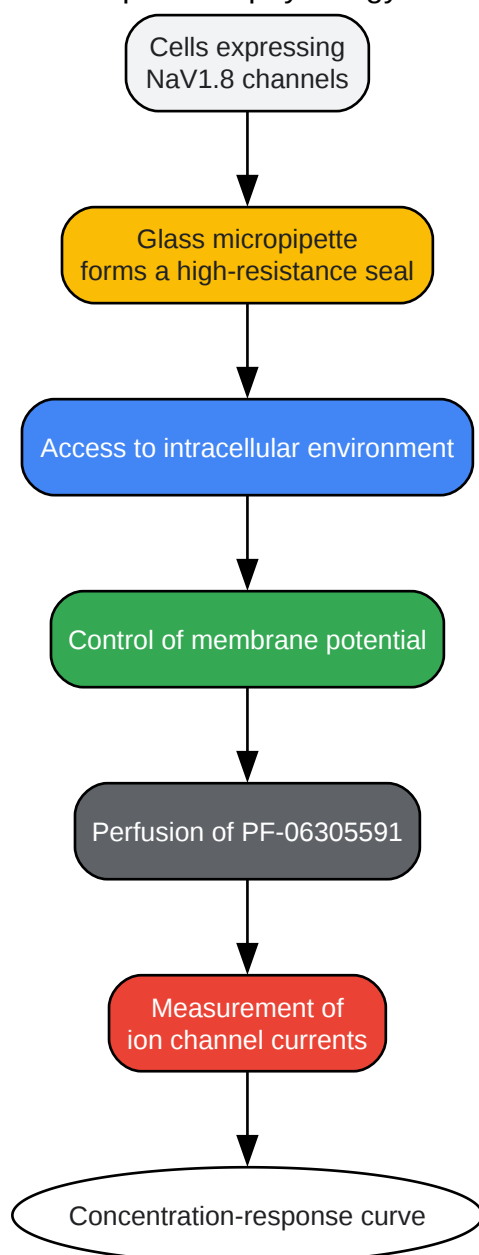 Cells expressing
NaV1.8 channels
Glass micropipette
forms a high-resistance seal
Access to intracellular environment
Control of membrane potential
Perfusion of PF-06305591
Measurement of
ion channel currents
Concentration-response curve